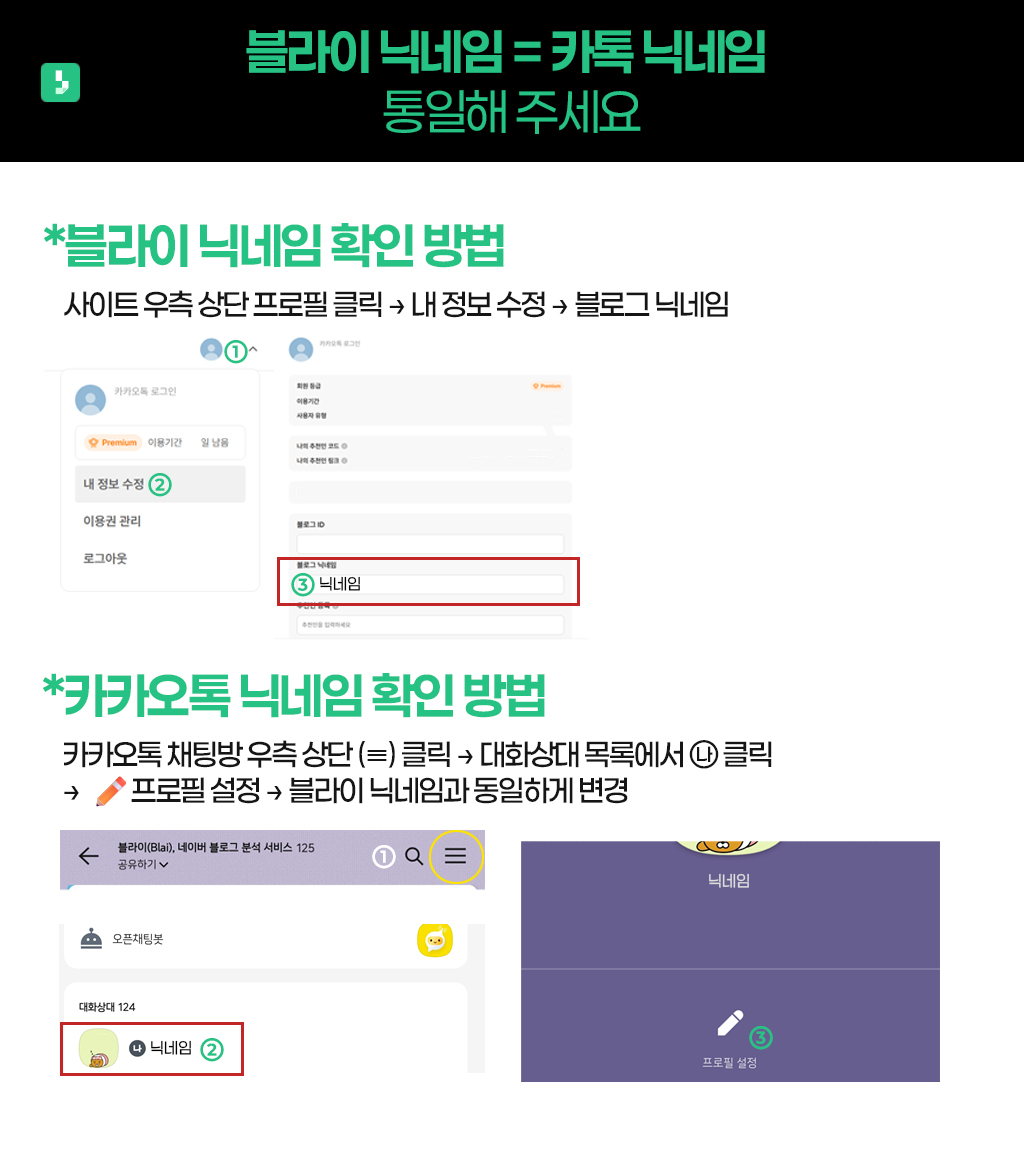 블라이 닉네임 = 카톡 닉네임
통일해 주세요
*블라이 닉네임 확인 방법
사이트 우측 상단 프로필 클릭 → 내 정보 수정 → 블로그 닉네임
①
카카오톡 로그인
Premium 이용기간 일 남음
내 정보 수정 ②
이용권 관리
로그아웃
카카오톡 로그인
회원 등급 Premium
이용기간
사용자 유형
나의 추천인 코드
나의 추천인 링크
블로그 ID
블로그 닉네임
③ 닉네임
추천인 등록
추천인을 입력하세요
*카카오톡 닉네임 확인 방법
카카오톡 채팅방 우측 상단 (≡) 클릭 → 대화상대 목록에서 ㉯ 클릭
→ 프로필 설정 → 블라이 닉네임과 동일하게 변경
블라이(Blai), 네이버 블로그 분석 서비스 125
공유하기
①
오픈채팅봇
대화상대 124
나 닉네임 ②
닉네임
③
프로필 설정